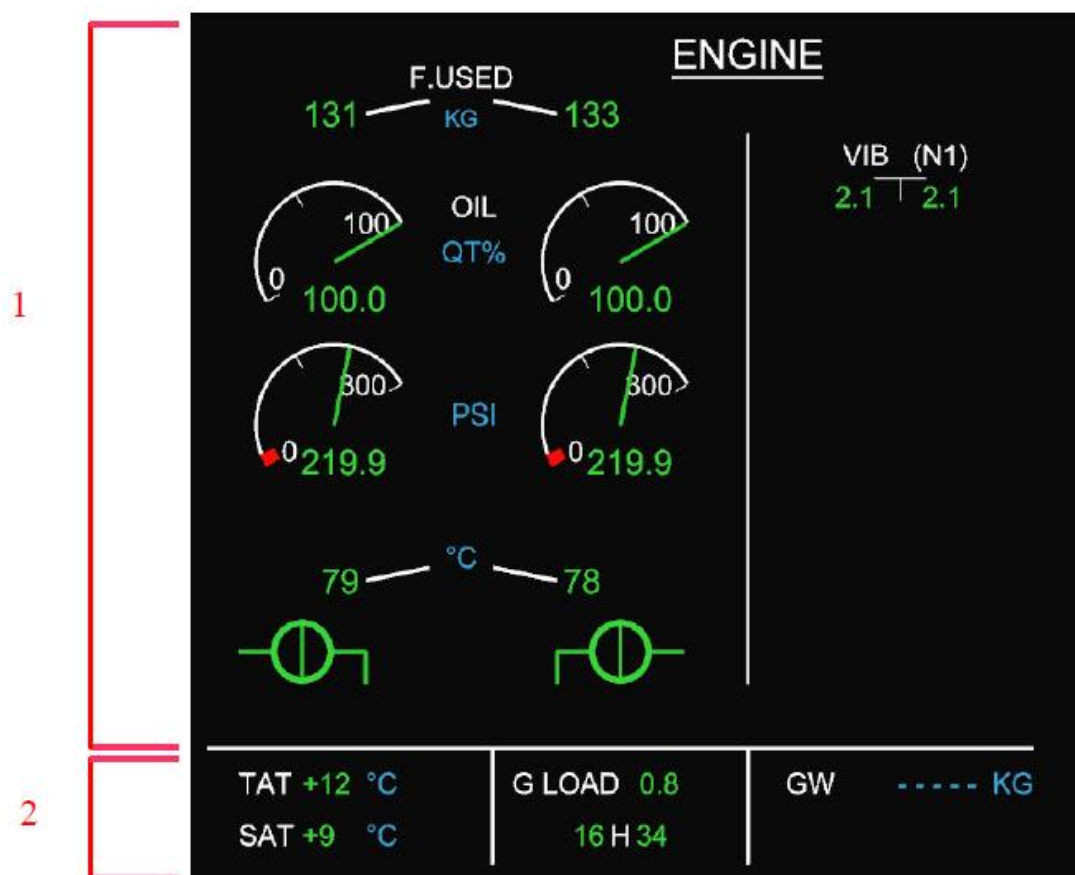 ENGINE
F.USED
131 KG 133
VIB (N1)
2.1 2.1
100 OIL 100
0 QT% 0
100.0 100.0
300 300
0 PSI 0
219.9 219.9
°C
79 78
1
TAT +12 °C G LOAD 0.8 GW ----- KG
SAT +9 °C 16 H 34
2